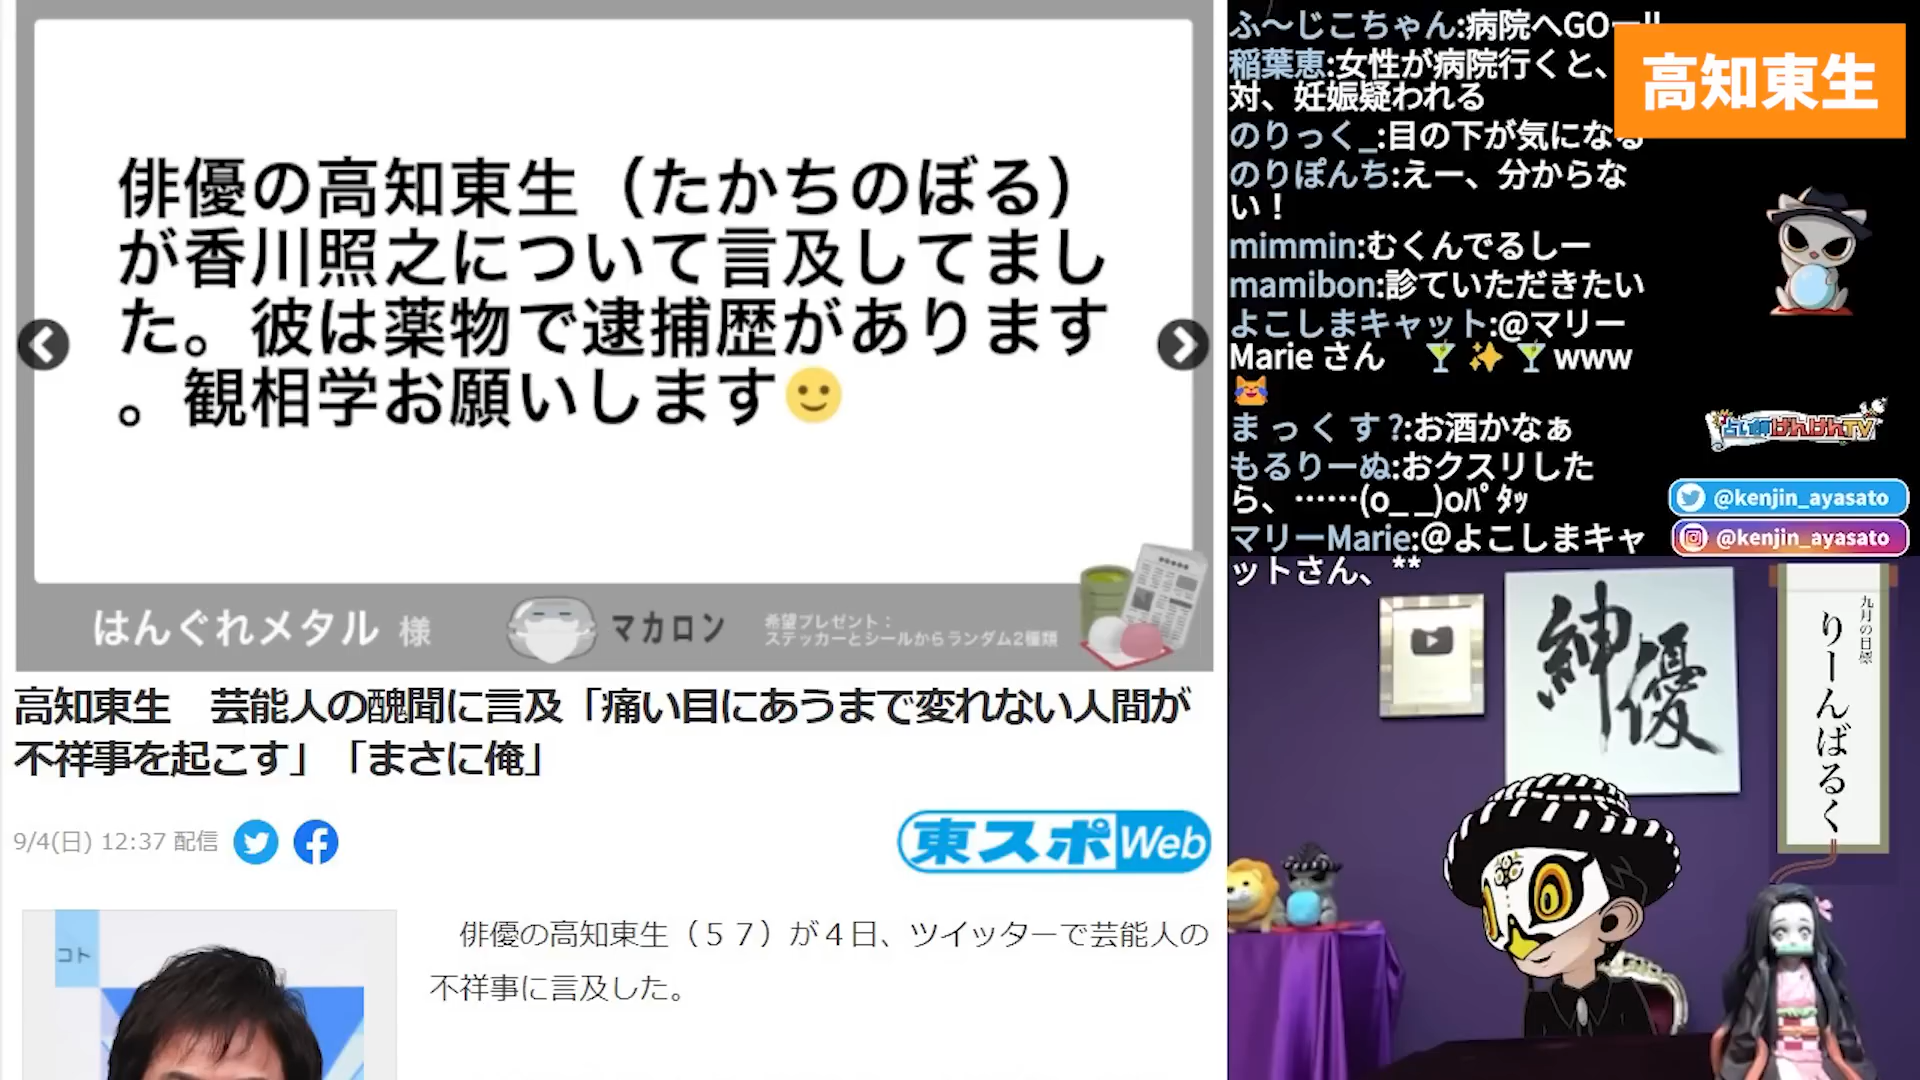 俳優の高知東生（たかちのぼる）
が香川照之について言及してまし
た。彼は薬物で逮捕歴があります
。観相学お願いします🙂
はんぐれメタル 様
マカロン
希望プレゼント：
ステッカーとシールからランダム2種類
高知東生　芸能人の醜聞に言及「痛い目にあうまで変れない人間が
不祥事を起こす」「まさに俺」
9/4(日) 12:37 配信
東スポWeb
コト
俳優の高知東生（５７）が４日、ツイッターで芸能人の
不祥事に言及した。
ふ～じこちゃん:病院へGOー!!
稲葉恵:女性が病院行くと、
対、妊娠疑われる
のりっく_:目の下が気になる
のりぽんち:えー、分からな
い！
mimmin:むくんでるしー
mamibon:診ていただきたい
よこしまキャット:@マリー
Marie さん　🍸✨🍸www
😹
まっくす?:お酒かなぁ
もるりーぬ:おクスリした
ら、……(o_ _)oﾊﾟﾀｯ
マリーMarie:@よこしまキャ
ットさん、**
高知東生
占い師けんけんTV
@kenjin_ayasato
@kenjin_ayasato
紳優
九月の目標
りーんばるく